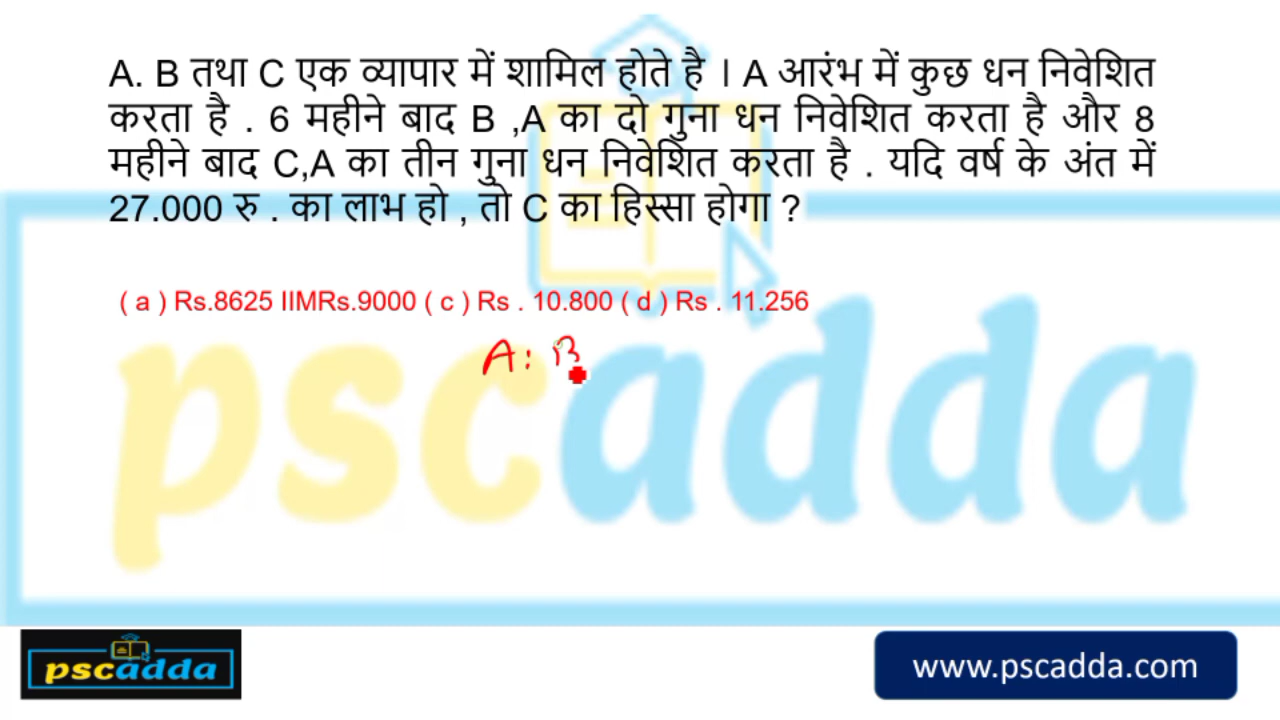 A. B तथा C एक व्यापार में शामिल होते है । A आरंभ में कुछ धन निवेशित
करता है . 6 महीने बाद B ,A का दो गुना धन निवेशित करता है और 8
महीने बाद C,A का तीन गुना धन निवेशित करता है . यदि वर्ष के अंत में
27.000 रु . का लाभ हो , तो C का हिस्सा होगा ?
( a ) Rs.8625 IIMRs.9000 ( c ) Rs . 10.800 ( d ) Rs . 11.256
A: B
pscadda
pscadda
www.pscadda.com